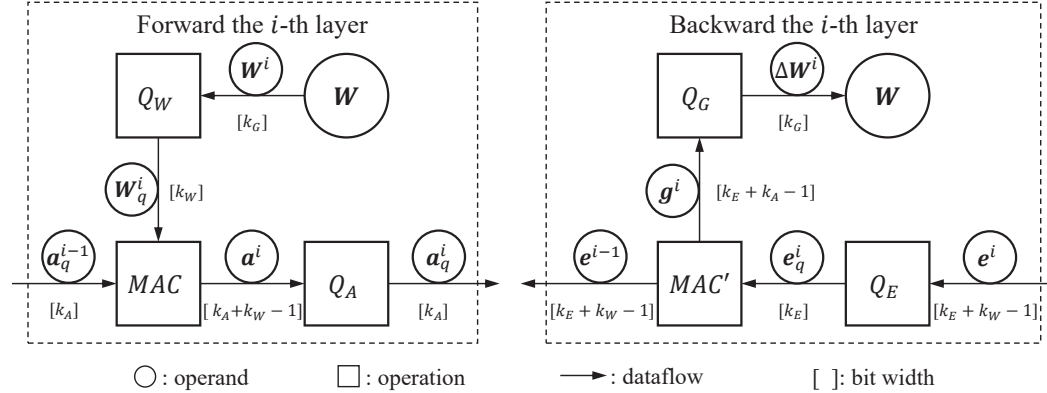 Forward the i-th layer
W^i
Q_W
W
[k_G]
W_q^i
[k_W]
a_q^{i-1}
MAC
a^i
Q_A
a_q^i
[k_A]
[ k_A+k_W − 1]
[k_A]
Backward the i-th layer
ΔW^i
Q_G
W
[k_G]
g^i
[k_E + k_A − 1]
e^{i-1}
MAC′
e_q^i
Q_E
e^i
[k_E + k_W − 1]
[k_E]
[k_E + k_W − 1]
: operand
: operation
: dataflow
[ ]: bit width